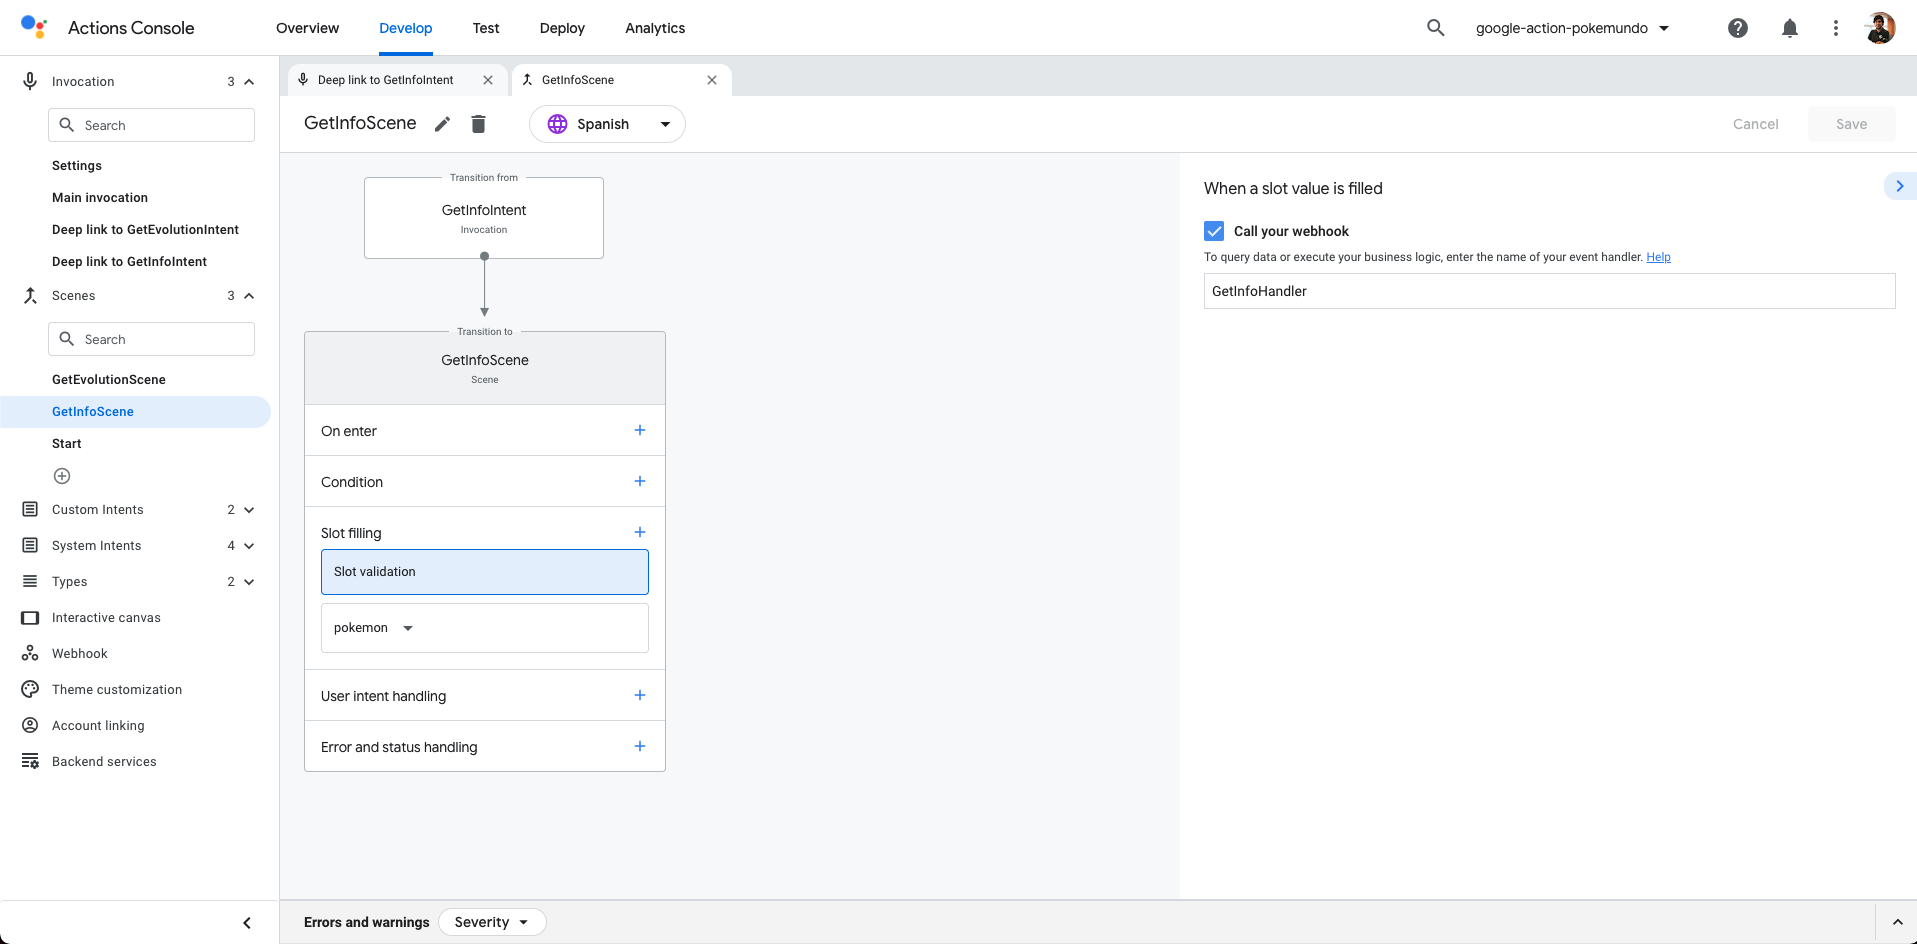 Actions Console
Overview
Develop
Test
Deploy
Analytics
google-action-pokemundo
Invocation 3
Search
Settings
Main invocation
Deep link to GetEvolutionIntent
Deep link to GetInfoIntent
Scenes 3
Search
GetEvolutionScene
GetInfoScene
Start
Custom Intents 2
System Intents 4
Types 2
Interactive canvas
Webhook
Theme customization
Account linking
Backend services
Deep link to GetInfoIntent
GetInfoScene
GetInfoScene
Spanish
Cancel
Save
Transition from
GetInfoIntent
Invocation
Transition to
GetInfoScene
Scene
On enter
Condition
Slot filling
Slot validation
pokemon
User intent handling
Error and status handling
When a slot value is filled
Call your webhook
To query data or execute your business logic, enter the name of your event handler. Help
GetInfoHandler
Errors and warnings
Severity